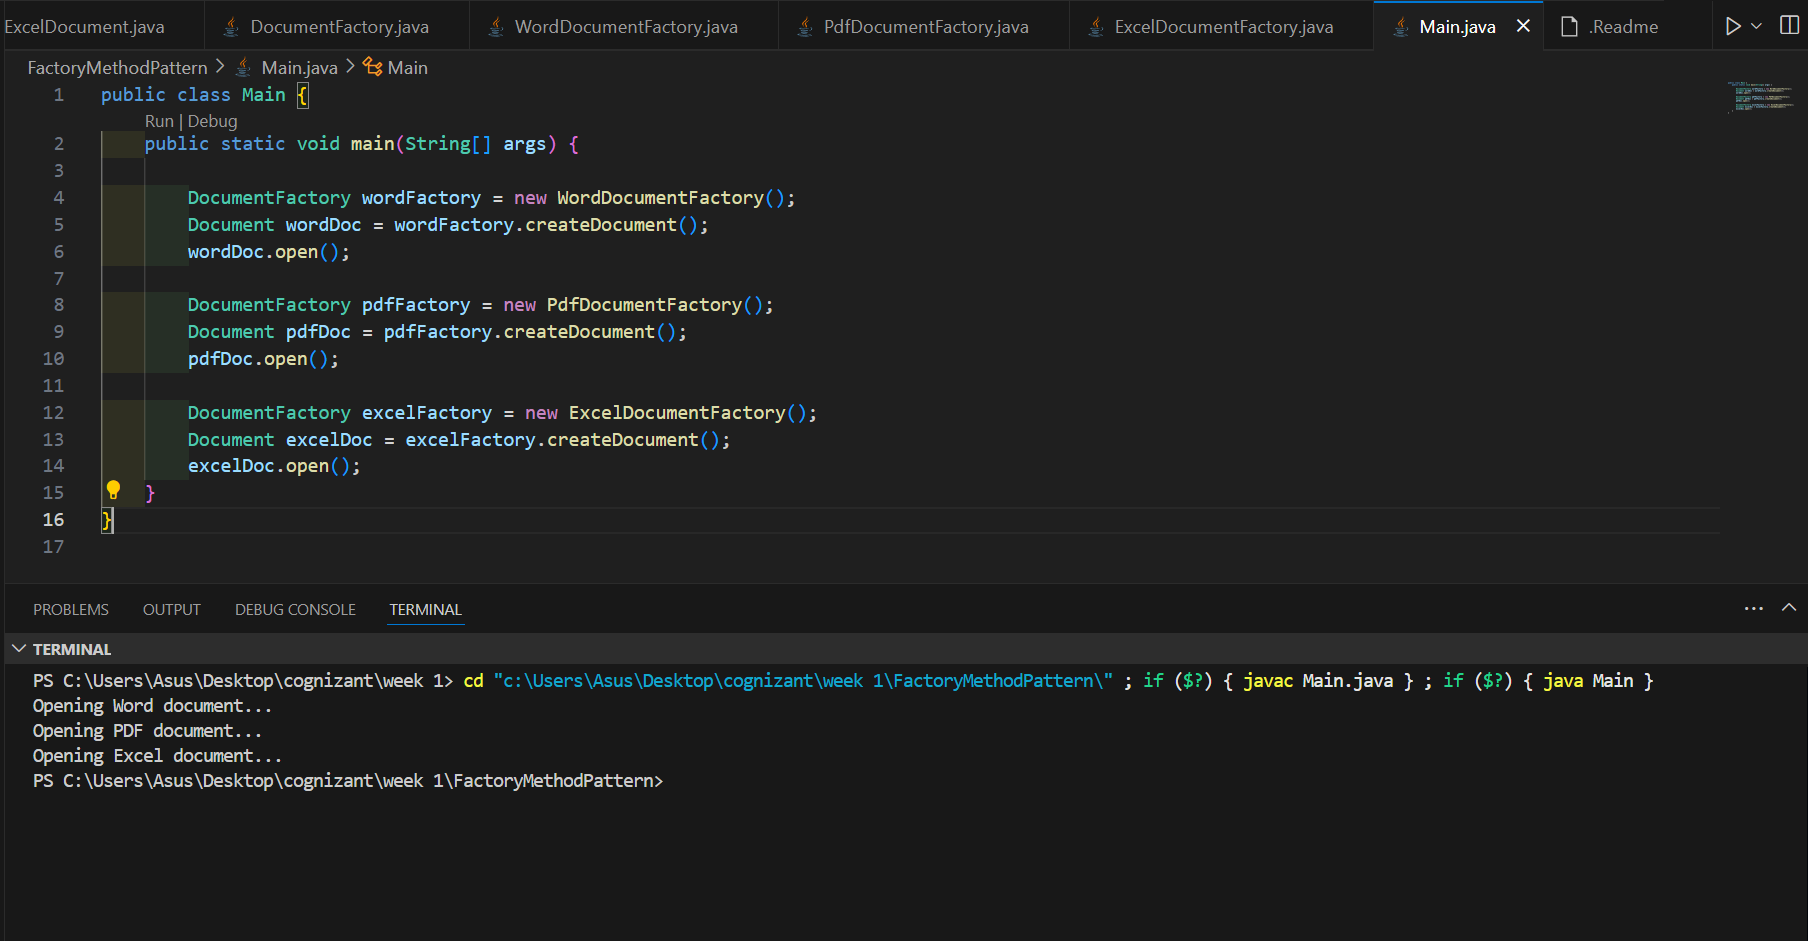 ExcelDocument.java DocumentFactory.java WordDocumentFactory.java PdfDocumentFactory.java ExcelDocumentFactory.java Main.java .Readme
FactoryMethodPattern > Main.java > Main
1 public class Main {
Run | Debug
2 public static void main(String[] args) {
3
4 DocumentFactory wordFactory = new WordDocumentFactory();
5 Document wordDoc = wordFactory.createDocument();
6 wordDoc.open();
7
8 DocumentFactory pdfFactory = new PdfDocumentFactory();
9 Document pdfDoc = pdfFactory.createDocument();
10 pdfDoc.open();
11
12 DocumentFactory excelFactory = new ExcelDocumentFactory();
13 Document excelDoc = excelFactory.createDocument();
14 excelDoc.open();
15 }
16 }
17
PROBLEMS OUTPUT DEBUG CONSOLE TERMINAL
TERMINAL
PS C:\Users\Asus\Desktop\cognizant\week 1> cd "c:\Users\Asus\Desktop\cognizant\week 1\FactoryMethodPattern\" ; if ($?) { javac Main.java } ; if ($?) { java Main }
Opening Word document...
Opening PDF document...
Opening Excel document...
PS C:\Users\Asus\Desktop\cognizant\week 1\FactoryMethodPattern>